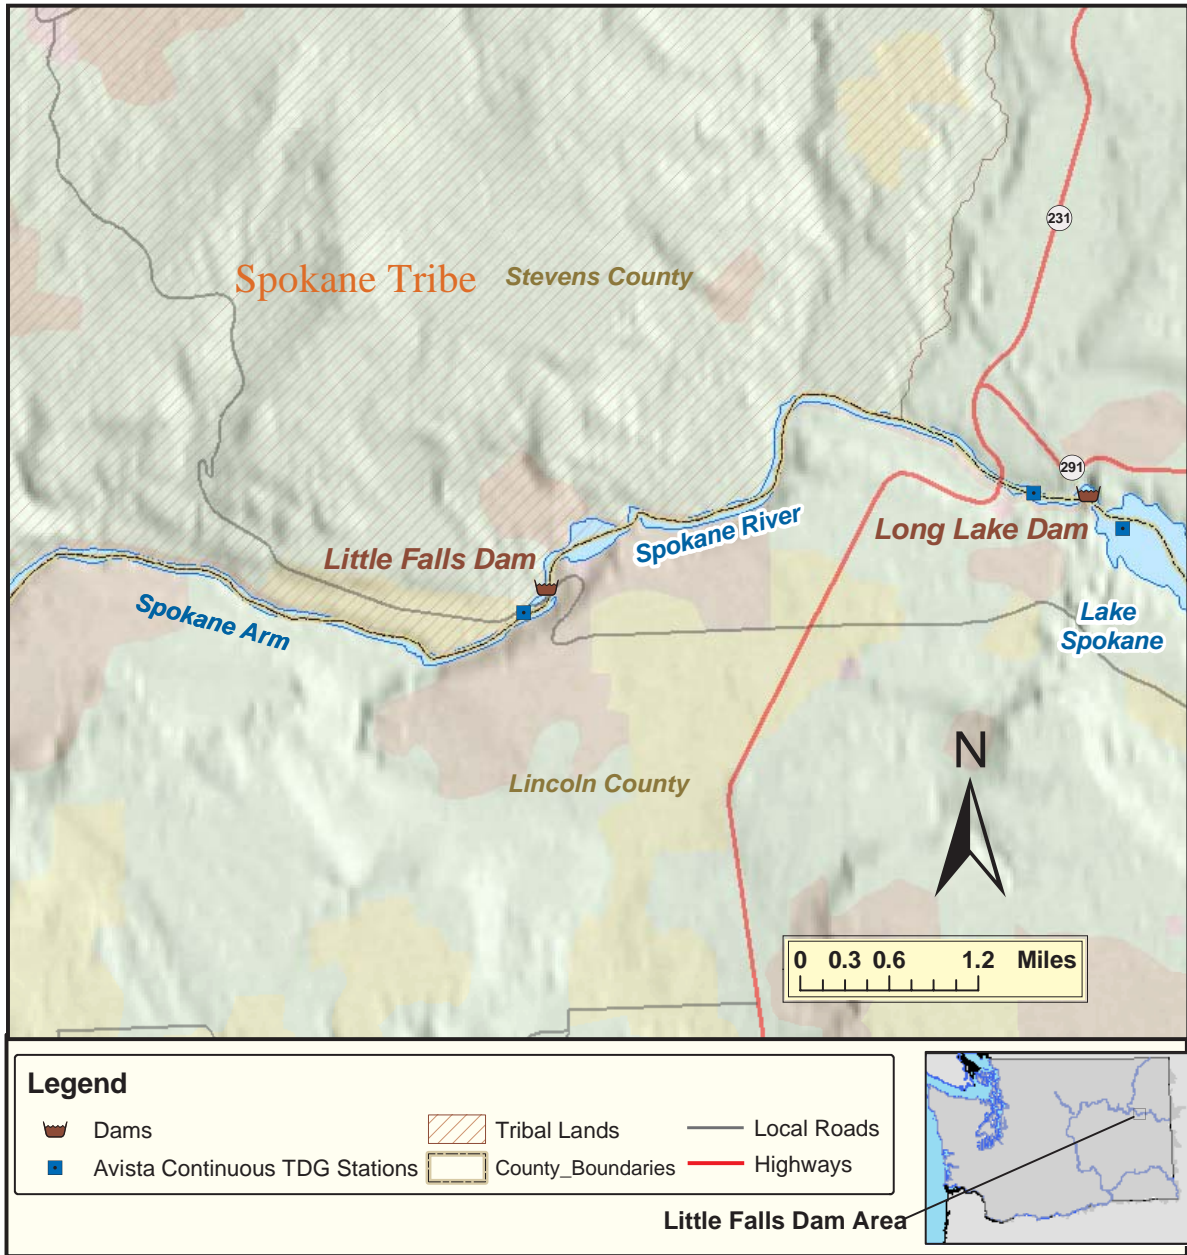 231
Spokane Tribe
Stevens County
291
Long Lake Dam
Spokane River
Little Falls Dam
Spokane Arm
Lake
Spokane
Lincoln County
N
0 0.3 0.6 1.2 Miles
Legend
Dams
Tribal Lands
Local Roads
Avista Continuous TDG Stations
County_Boundaries
Highways
Little Falls Dam Area